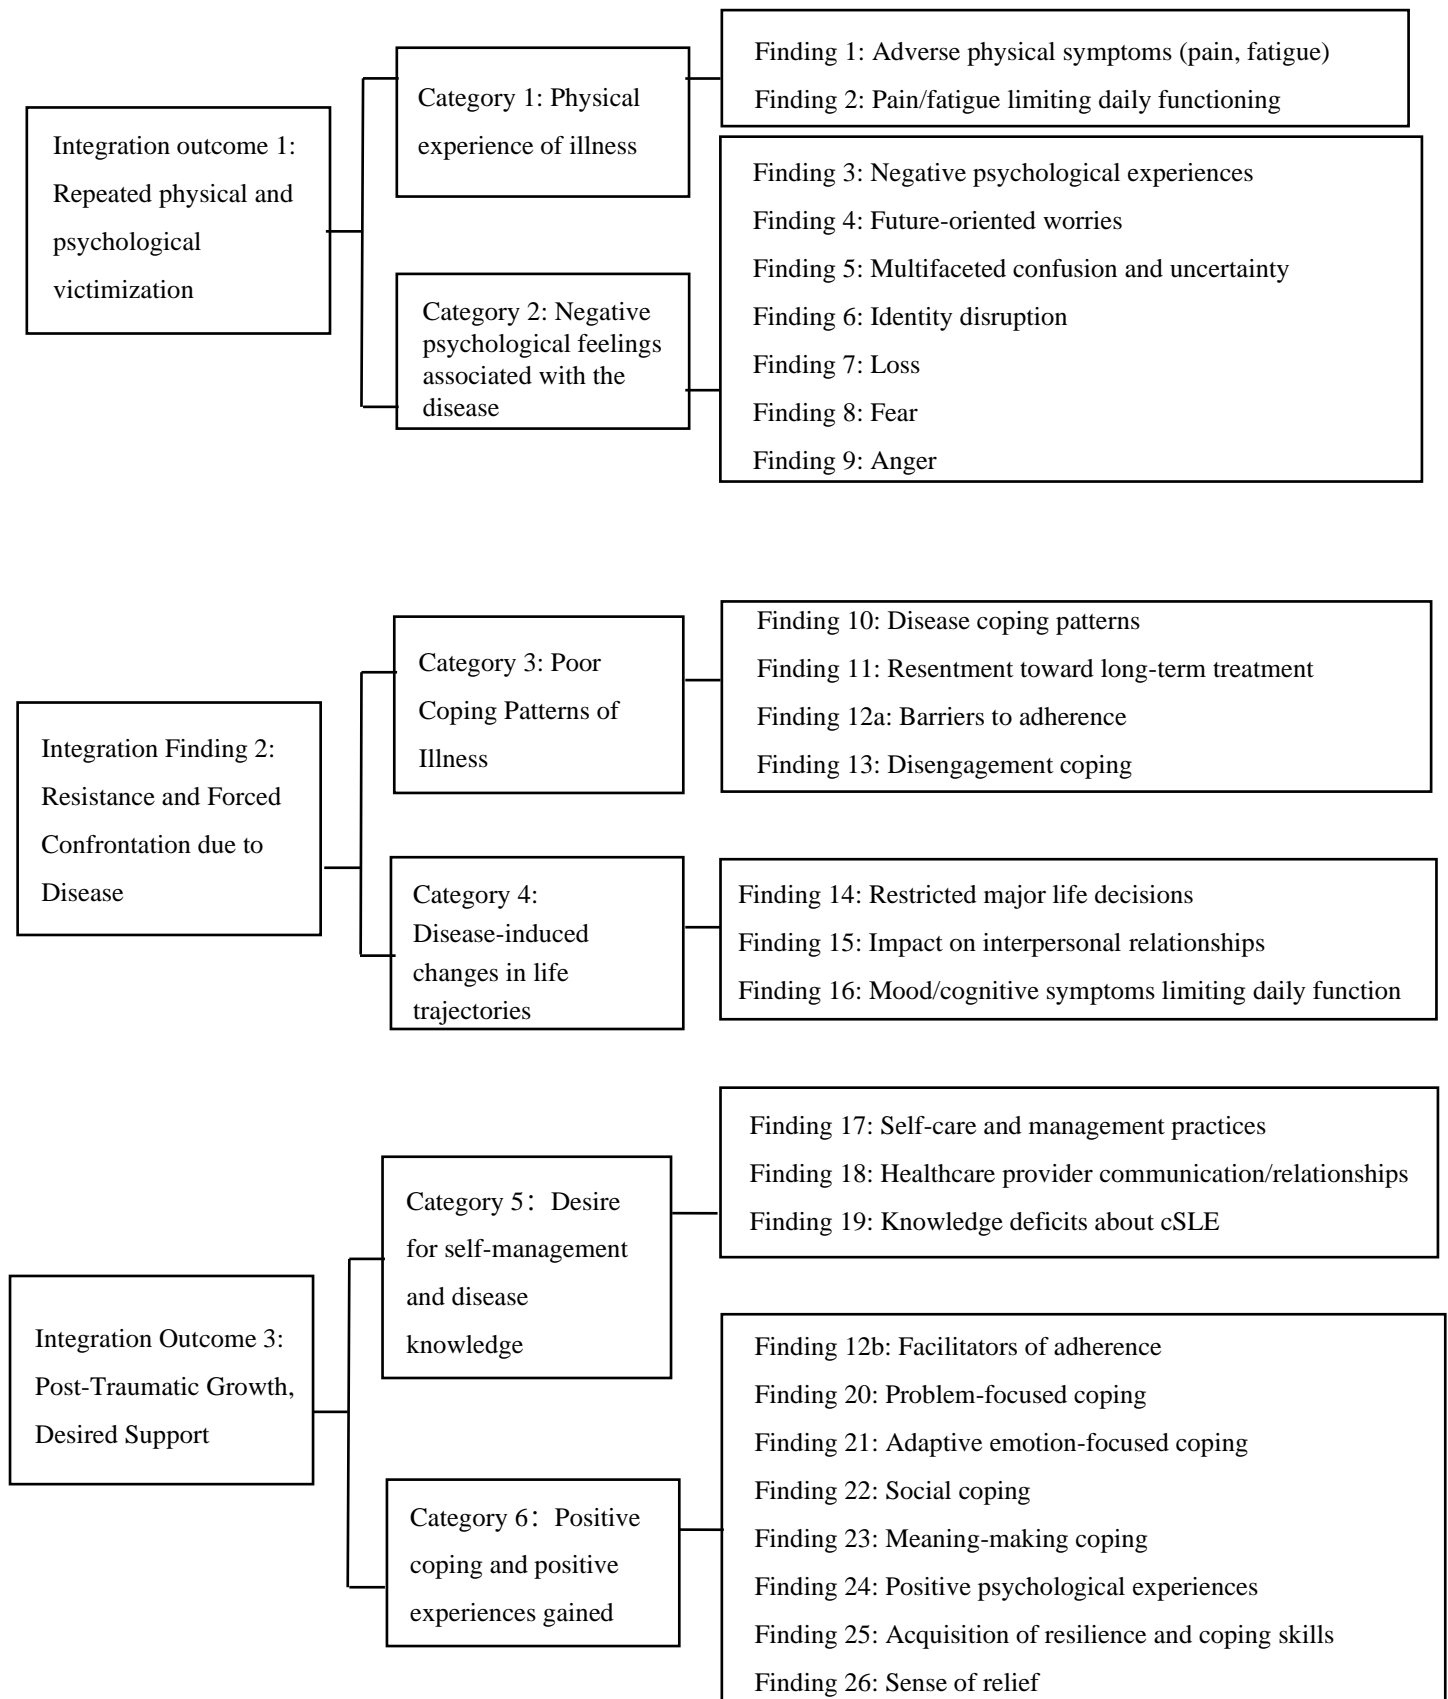 Integration outcome 1:
Repeated physical and
psychological
victimization
Category 1: Physical
experience of illness
Finding 1: Adverse physical symptoms (pain, fatigue)
Finding 2: Pain/fatigue limiting daily functioning
Category 2: Negative
psychological feelings
associated with the
disease
Finding 3: Negative psychological experiences
Finding 4: Future-oriented worries
Finding 5: Multifaceted confusion and uncertainty
Finding 6: Identity disruption
Finding 7: Loss
Finding 8: Fear
Finding 9: Anger
Integration Finding 2:
Resistance and Forced
Confrontation due to
Disease
Category 3: Poor
Coping Patterns of
Illness
Finding 10: Disease coping patterns
Finding 11: Resentment toward long-term treatment
Finding 12a: Barriers to adherence
Finding 13: Disengagement coping
Category 4:
Disease-induced
changes in life
trajectories
Finding 14: Restricted major life decisions
Finding 15: Impact on interpersonal relationships
Finding 16: Mood/cognitive symptoms limiting daily function
Integration Outcome 3:
Post-Traumatic Growth,
Desired Support
Category 5：Desire
for self-management
and disease
knowledge
Finding 17: Self-care and management practices
Finding 18: Healthcare provider communication/relationships
Finding 19: Knowledge deficits about cSLE
Category 6：Positive
coping and positive
experiences gained
Finding 12b: Facilitators of adherence
Finding 20: Problem-focused coping
Finding 21: Adaptive emotion-focused coping
Finding 22: Social coping
Finding 23: Meaning-making coping
Finding 24: Positive psychological experiences
Finding 25: Acquisition of resilience and coping skills
Finding 26: Sense of relief